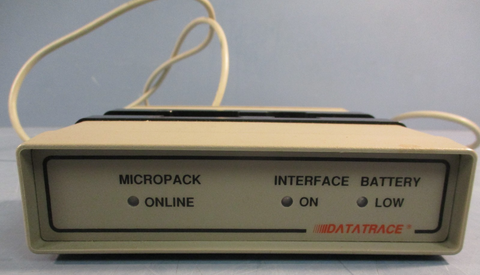 MICROPACK INTERFACE BATTERY
ONLINE ON LOW
DATATRACE®